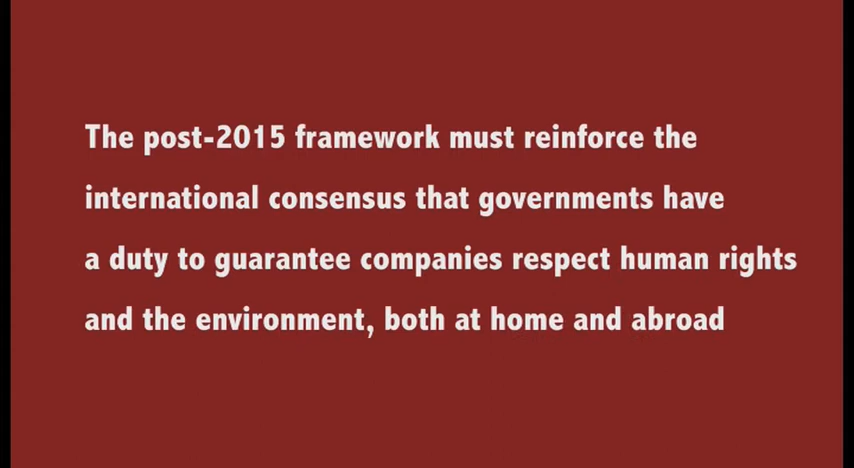 The post-2015 framework must reinforce the
international consensus that governments have
a duty to guarantee companies respect human rights
and the environment, both at home and abroad